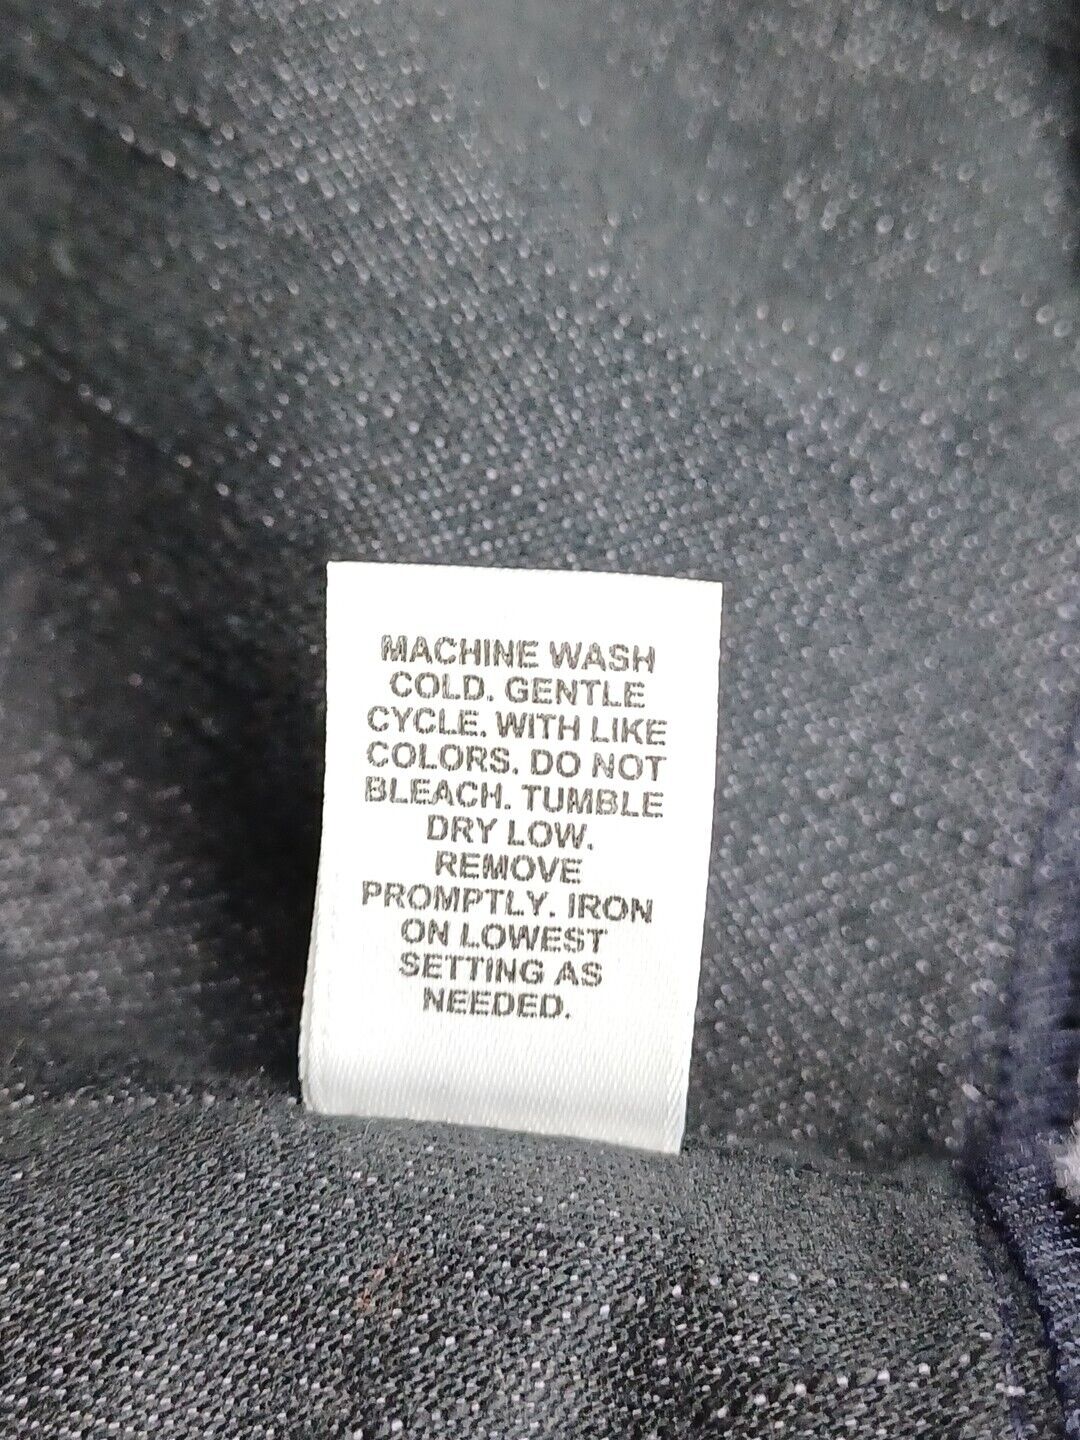 MACHINE WASH
COLD. GENTLE
CYCLE. WITH LIKE
COLORS. DO NOT
BLEACH. TUMBLE
DRY LOW.
REMOVE
PROMPTLY. IRON
ON LOWEST
SETTING AS
NEEDED.